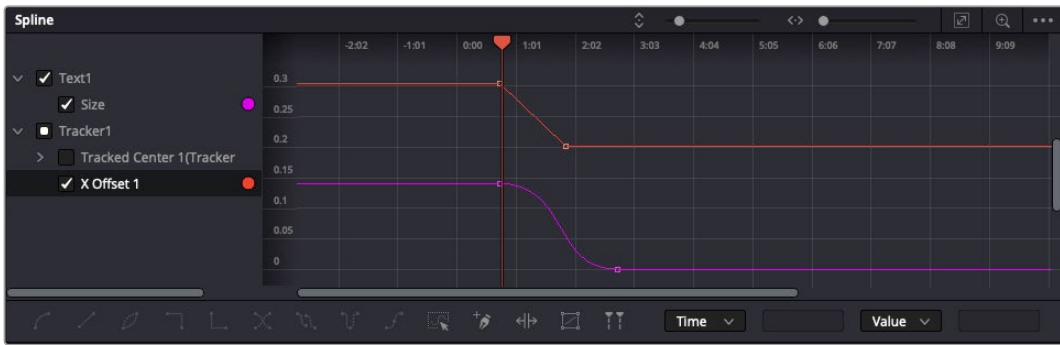 Spline
-2:02 -1:01 0:00 1:01 2:02 3:03 4:04 5:05 6:06 7:07 8:08 9:09
Text1
Size
Tracker1
Tracked Center 1(Tracker
X Offset 1
0.3
0.25
0.2
0.15
0.1
0.05
0
Time
Value